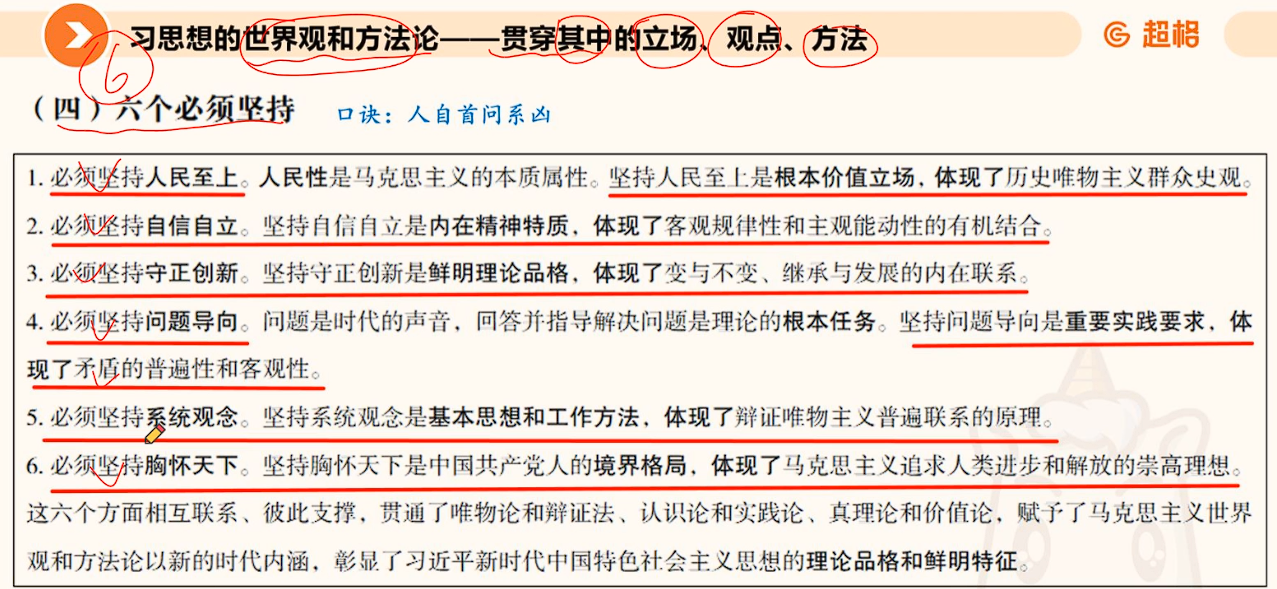 习思想的世界观和方法论——贯穿其中的立场、观点、方法
超格
6
（四）六个必须坚持 口诀：人自首问系凶
1. 必须坚持人民至上。人民性是马克思主义的本质属性。坚持人民至上是根本价值立场，体现了历史唯物主义群众史观。
2. 必须坚持自信自立。坚持自信自立是内在精神特质，体现了客观规律性和主观能动性的有机结合。
3. 必须坚持守正创新。坚持守正创新是鲜明理论品格，体现了变与不变、继承与发展的内在联系。
4. 必须坚持问题导向。问题是时代的声音，回答并指导解决问题是理论的根本任务。坚持问题导向是重要实践要求，体
现了矛盾的普遍性和客观性。
5. 必须坚持系统观念。坚持系统观念是基本思想和工作方法，体现了辩证唯物主义普遍联系的原理。
6. 必须坚持胸怀天下。坚持胸怀天下是中国共产党人的境界格局，体现了马克思主义追求人类进步和解放的崇高理想。
这六个方面相互联系、彼此支撑，贯通了唯物论和辩证法、认识论和实践论、真理论和价值论，赋予了马克思主义世界
观和方法论以新的时代内涵，彰显了习近平新时代中国特色社会主义思想的理论品格和鲜明特征。